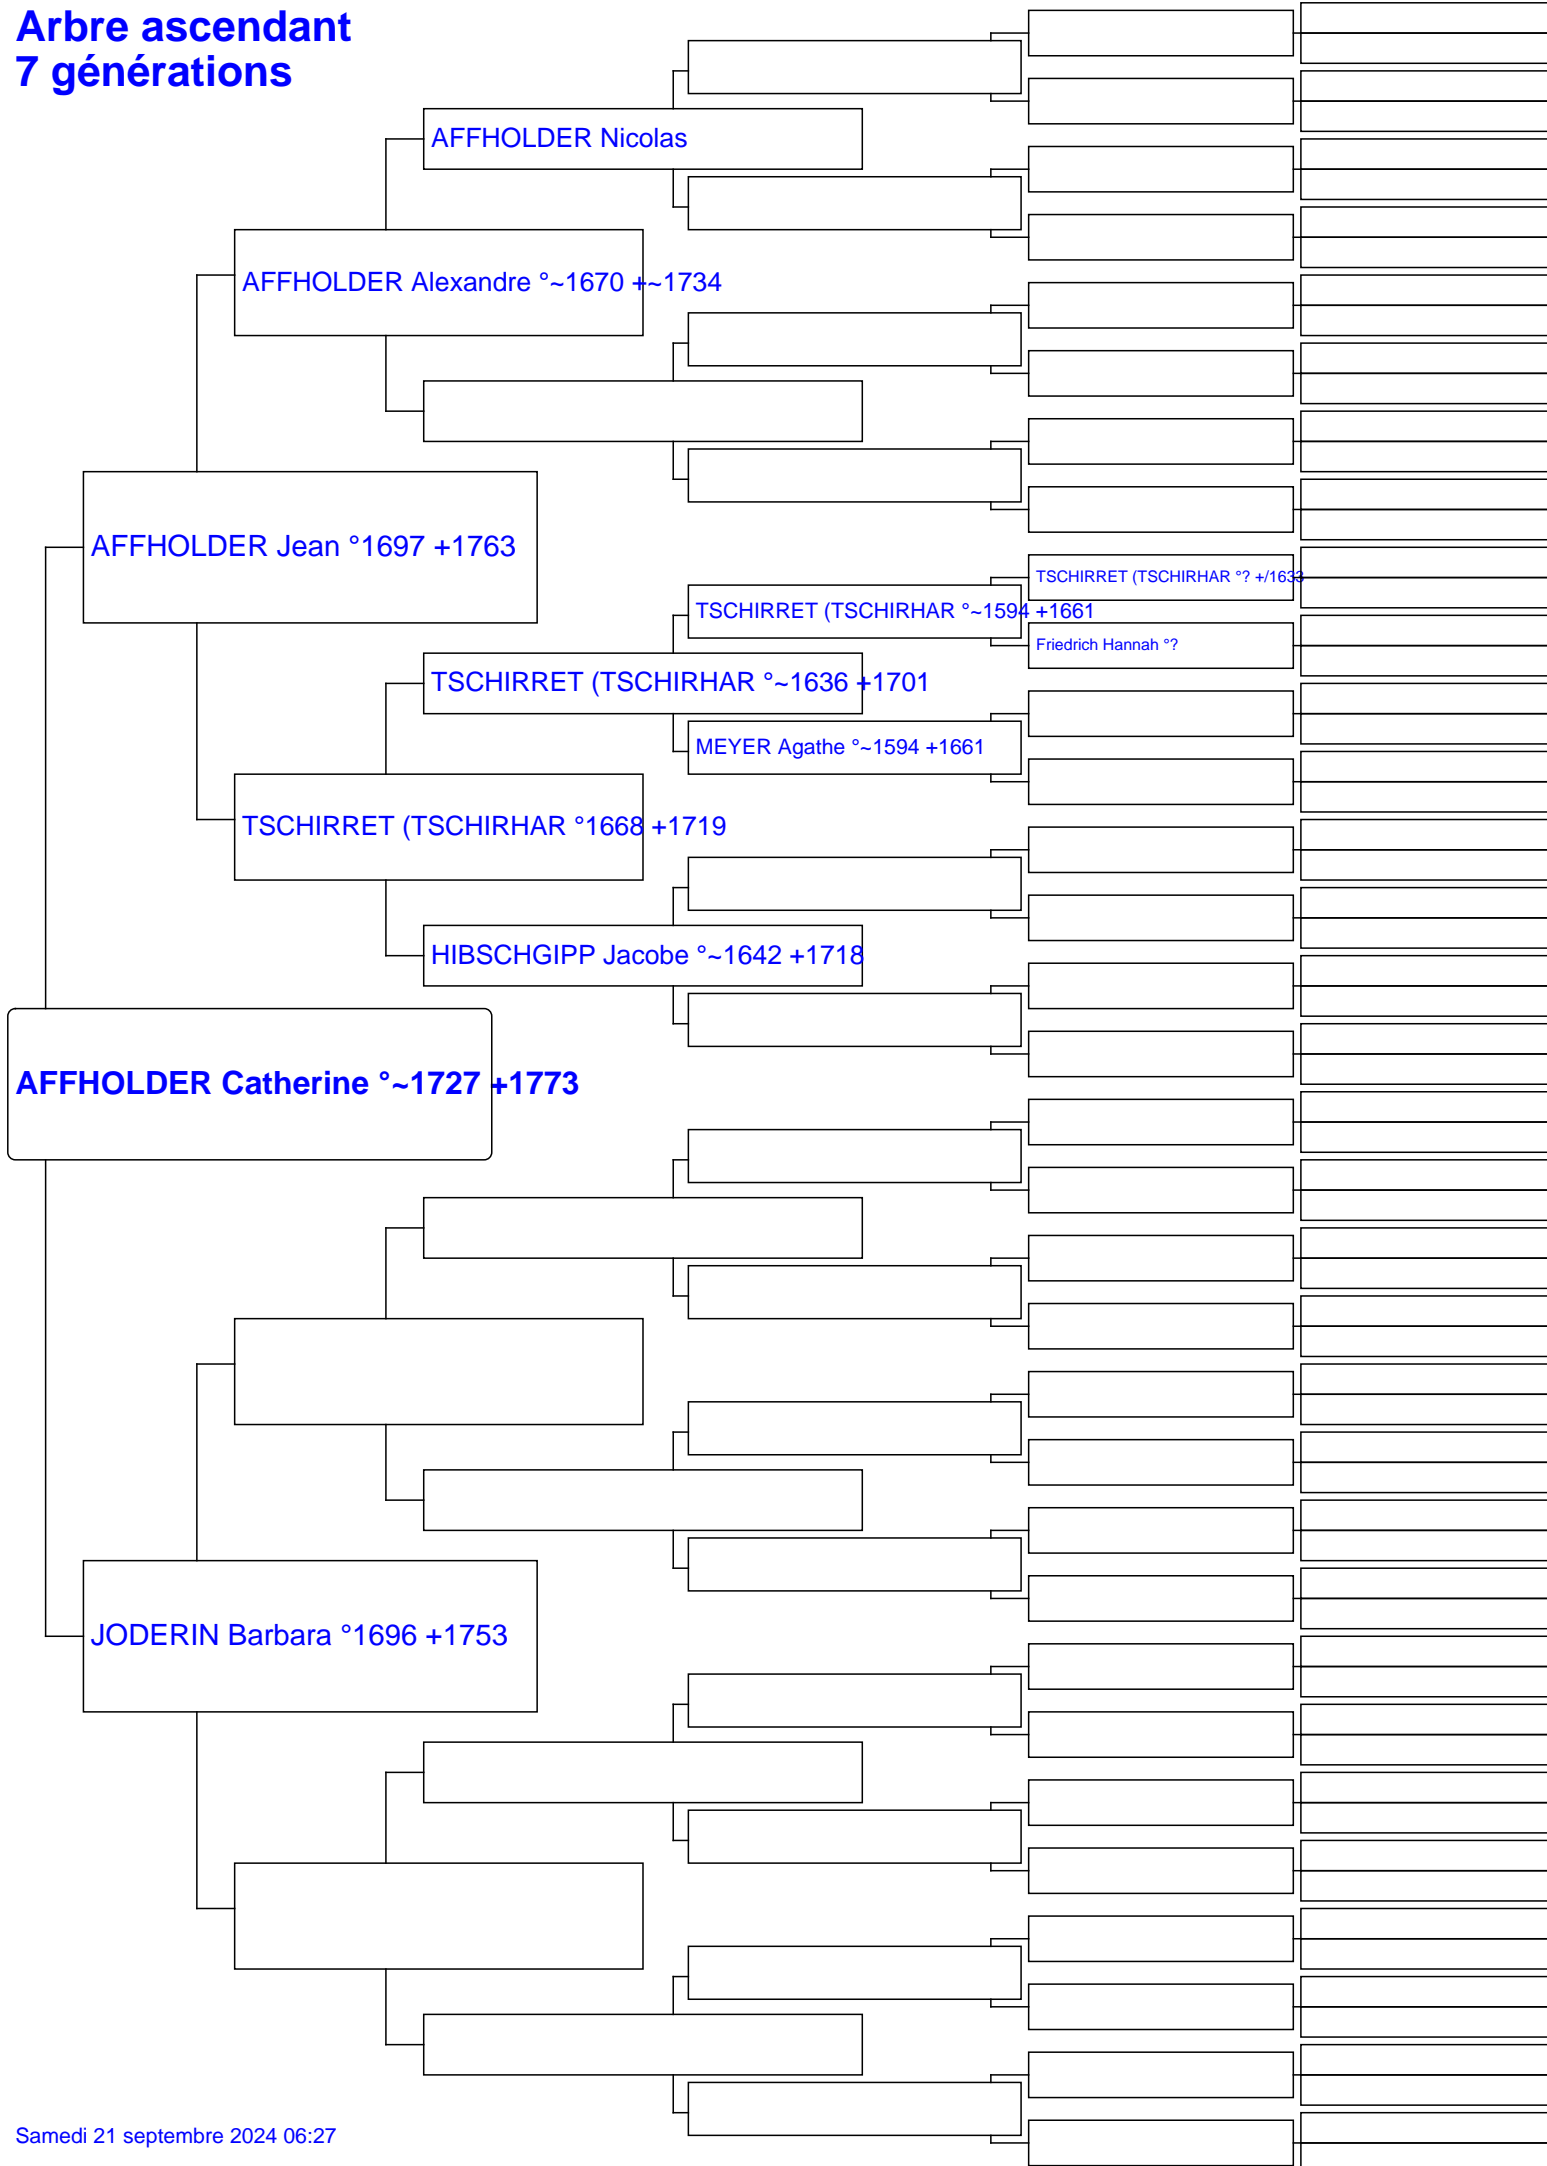 Arbre ascendant
7 générations
AFFHOLDER Nicolas
AFFHOLDER Alexandre °~1670 +~1734
AFFHOLDER Jean °1697 +1763
TSCHIRRET (TSCHIRHAR °? +/1633
TSCHIRRET (TSCHIRHAR °~1594 +1661
Friedrich Hannah °?
TSCHIRRET (TSCHIRHAR °~1636 +1701
MEYER Agathe °~1594 +1661
TSCHIRRET (TSCHIRHAR °1668 +1719
HIBSCHGIPP Jacobe °~1642 +1718
AFFHOLDER Catherine °~1727 +1773
JODERIN Barbara °1696 +1753
Samedi 21 septembre 2024 06:27